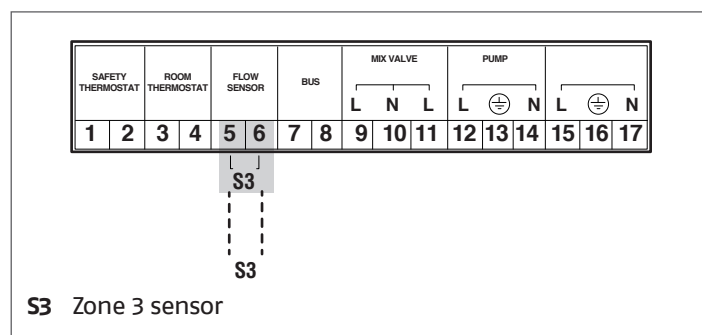 SAFETY THERMOSTAT
ROOM THERMOSTAT
FLOW SENSOR
BUS
MIX VALVE
PUMP
L N L L N L N
1 2 3 4 5 6 7 8 9 10 11 12 13 14 15 16 17
S3
S3
S3 Zone 3 sensor